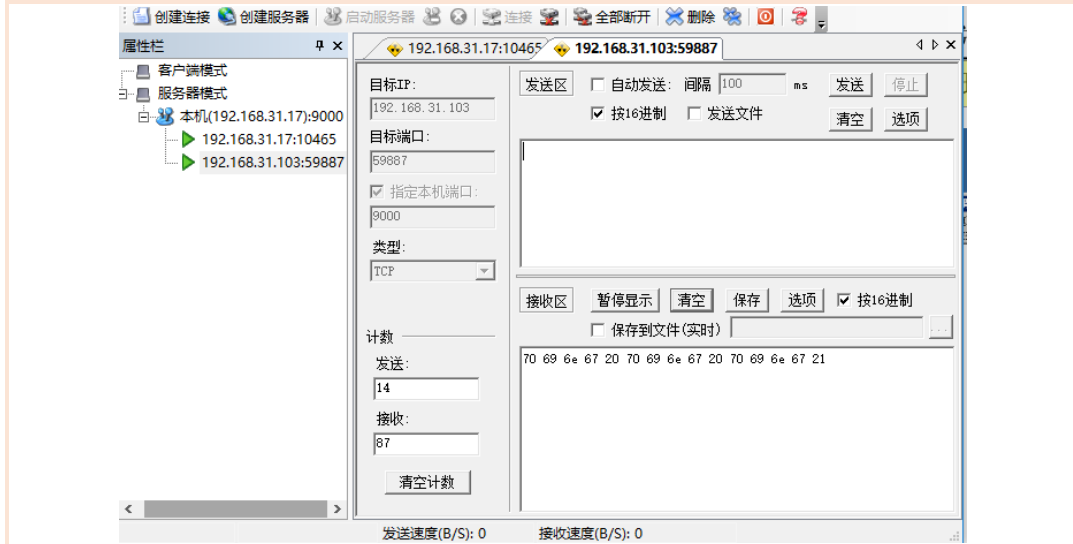 创建连接 创建服务器 启动服务器 连接 全部断开 删除
属性栏
客户端模式
服务器模式
本机(192.168.31.17):9000
192.168.31.17:10465
192.168.31.103:59887
192.168.31.17:10465 192.168.31.103:59887
目标IP:
192.168.31.103
目标端口:
59887
指定本机端口:
9000
类型:
TCP
计数
发送:
14
接收:
87
清空计数
发送区 自动发送: 间隔 100 ms 发送 停止
按16进制 发送文件 清空 选项
接收区 暂停显示 清空 保存 选项 按16进制
保存到文件(实时) ...
70 69 6e 67 20 70 69 6e 67 20 70 69 6e 67 21
发送速度(B/S): 0 接收速度(B/S): 0